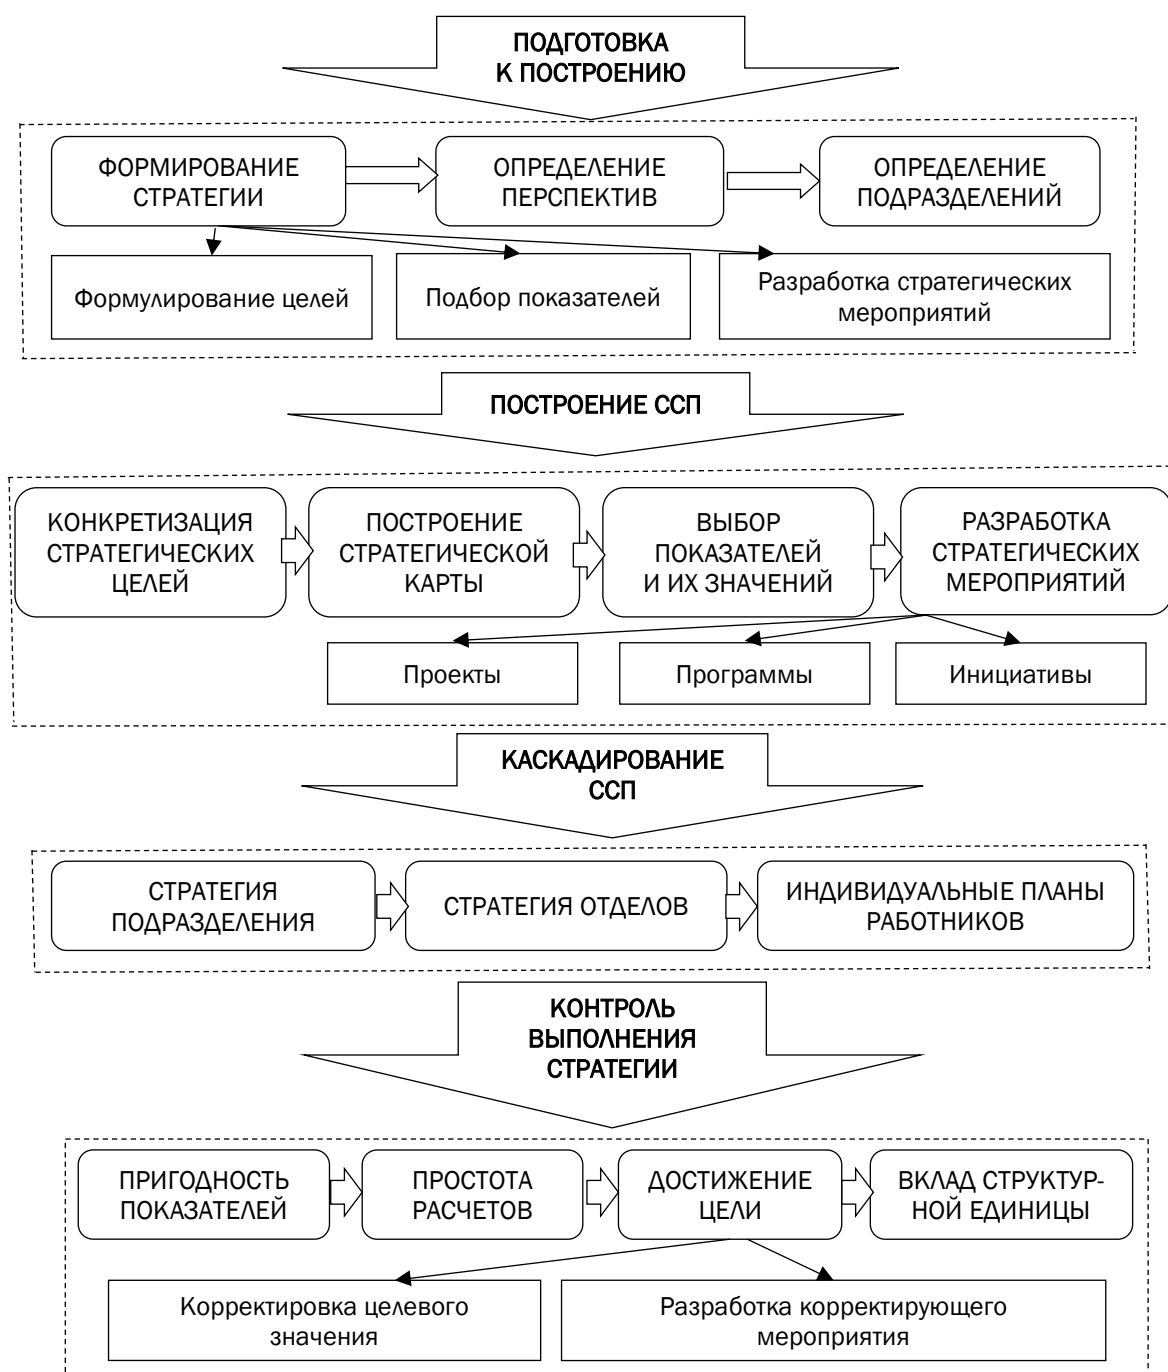 ПОДГОТОВКА
К ПОСТРОЕНИЮ
ФОРМИРОВАНИЕ
СТРАТЕГИИ
ОПРЕДЕЛЕНИЕ
ПЕРСПЕКТИВ
ОПРЕДЕЛЕНИЕ
ПОДРАЗДЕЛЕНИЙ
Формулирование целей
Подбор показателей
Разработка стратегических
мероприятий
ПОСТРОЕНИЕ ССП
КОНКРЕТИЗАЦИЯ
СТРАТЕГИЧЕСКИХ
ЦЕЛЕЙ
ПОСТРОЕНИЕ
СТРАТЕГИЧЕСКОЙ
КАРТЫ
ВЫБОР
ПОКАЗАТЕЛЕЙ
И ИХ ЗНАЧЕНИЙ
РАЗРАБОТКА
СТРАТЕГИЧЕСКИХ
МЕРОПРИЯТИЙ
Проекты
Программы
Инициативы
КАСКАДИРОВАНИЕ
ССП
СТРАТЕГИЯ
ПОДРАЗДЕЛЕНИЯ
СТРАТЕГИЯ ОТДЕЛОВ
ИНДИВИДУАЛЬНЫЕ ПЛАНЫ
РАБОТНИКОВ
КОНТРОЛЬ
ВЫПОЛНЕНИЯ
СТРАТЕГИИ
ПРИГОДНОСТЬ
ПОКАЗАТЕЛЕЙ
ПРОСТОТА
РАСЧЕТОВ
ДОСТИЖЕНИЕ
ЦЕЛИ
ВКЛАД СТРУКТУР-
НОЙ ЕДИНИЦЫ
Корректировка целевого
значения
Разработка корректирующего
мероприятия